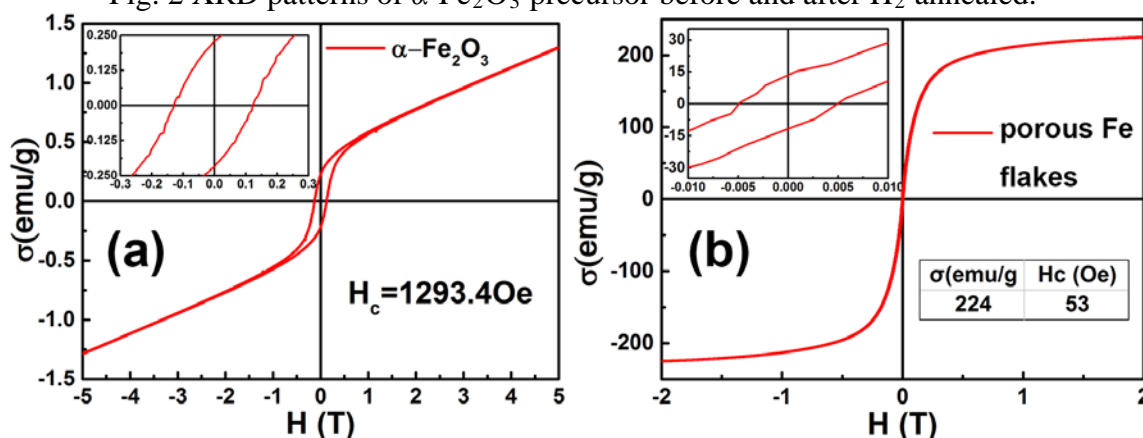 Fig. 2 XRD patterns of α-Fe₂O₃ precursor before and after H₂ annealed.
1.5
1.0
0.5
0.0
-0.5
-1.0
-1.5
σ(emu/g)
0.250
0.125
0.000
-0.125
-0.250
-0.3 -0.2 -0.1 0.0 0.1 0.2 0.3
α–Fe₂O₃
(a)
H_c=1293.4Oe
-5 -4 -3 -2 -1 0 1 2 3 4 5
H (T)
200
100
0
-100
-200
σ(emu/g)
30
15
0
-15
-30
-0.010 -0.005 0.000 0.005 0.010
porous Fe
flakes
(b)
σ(emu/g Hc (Oe)
224 53
-2 -1 0 1 2
H (T)